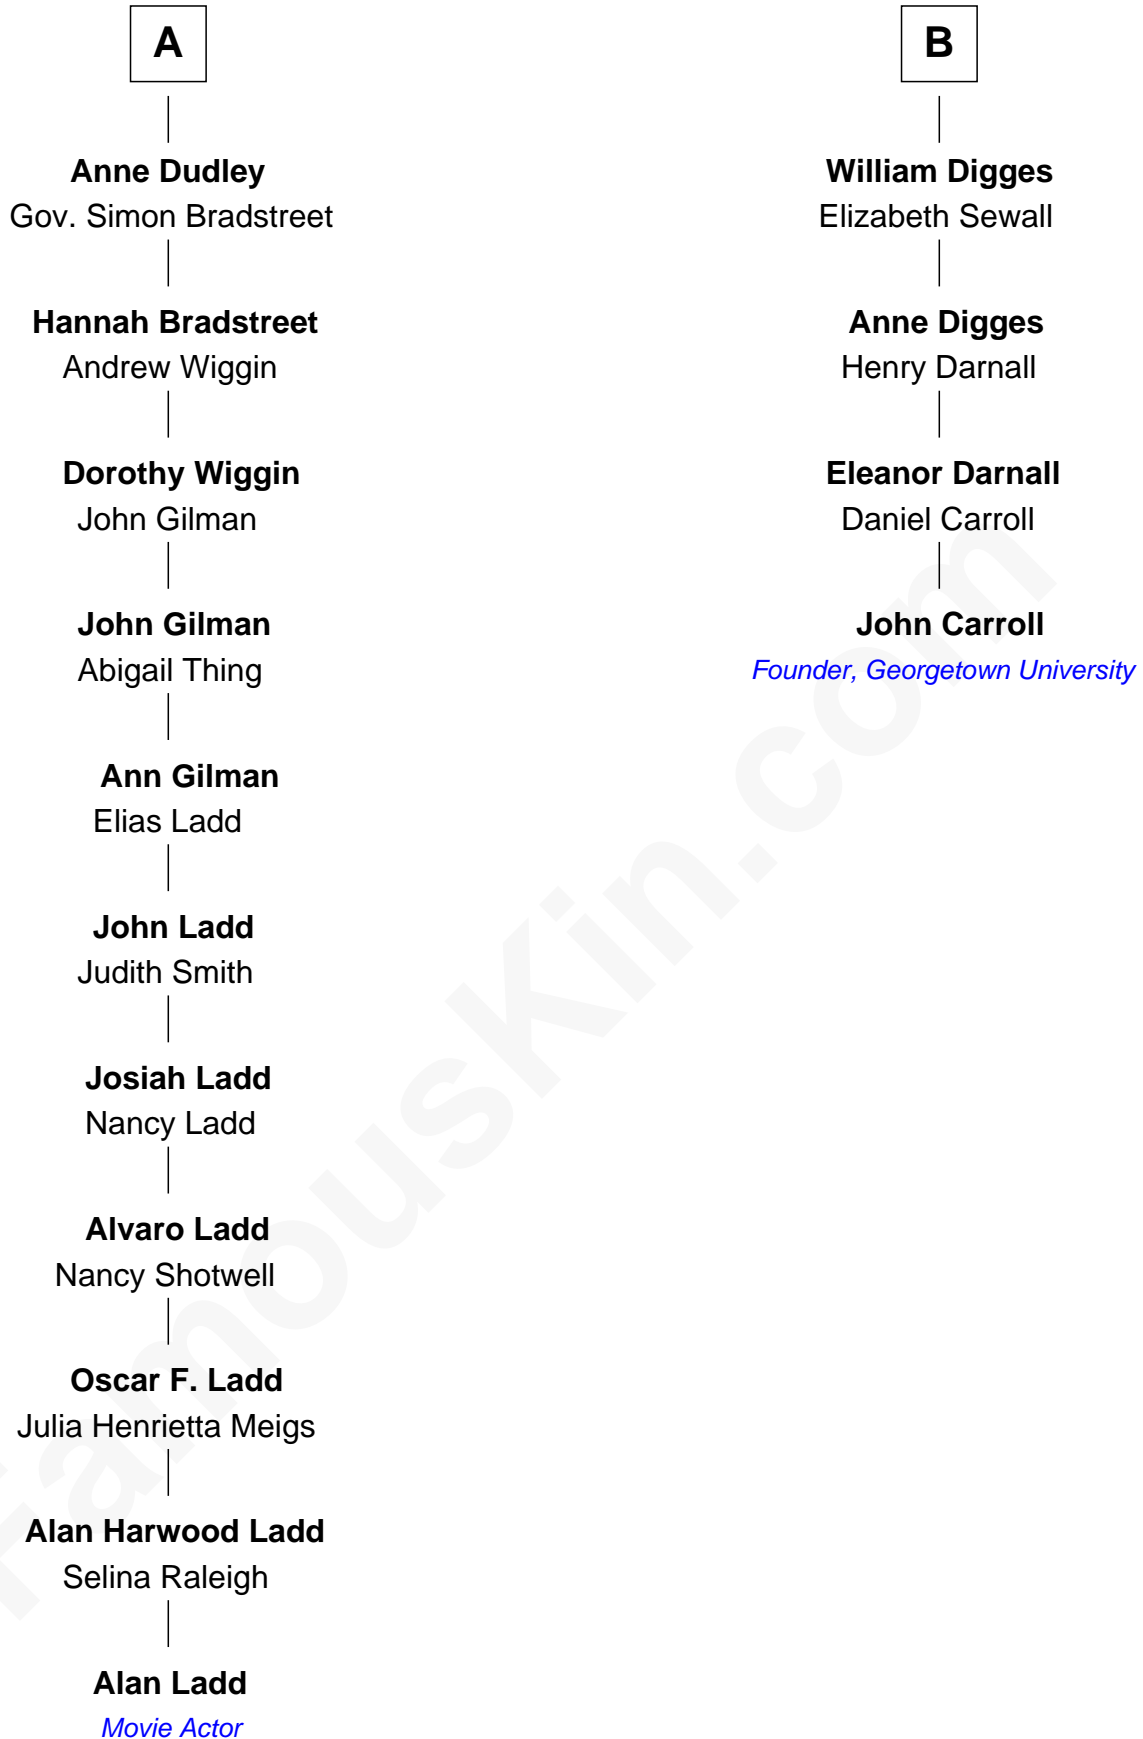 A
Anne Dudley
Gov. Simon Bradstreet
Hannah Bradstreet
Andrew Wiggin
Dorothy Wiggin
John Gilman
John Gilman
Abigail Thing
Ann Gilman
Elias Ladd
John Ladd
Judith Smith
Josiah Ladd
Nancy Ladd
Alvaro Ladd
Nancy Shotwell
Oscar F. Ladd
Julia Henrietta Meigs
Alan Harwood Ladd
Selina Raleigh
Alan Ladd
Movie Actor
B
William Digges
Elizabeth Sewall
Anne Digges
Henry Darnall
Eleanor Darnall
Daniel Carroll
John Carroll
Founder, Georgetown University
FamousKin.com